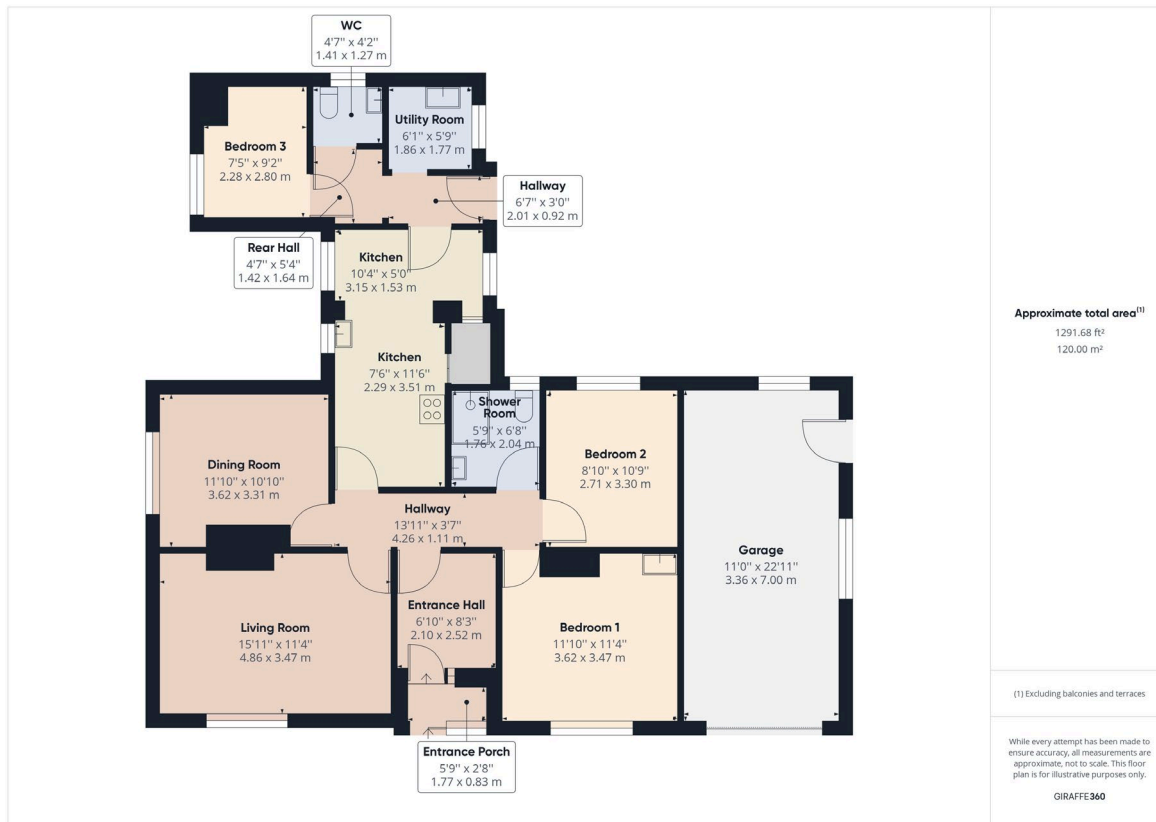 WC
4'7'' x 4'2''
1.41 x 1.27 m
Bedroom 3
7'5'' x 9'2''
2.28 x 2.80 m
Utility Room
6'1'' x 5'9''
1.86 x 1.77 m
Hallway
6'7'' x 3'0''
2.01 x 0.92 m
Rear Hall
4'7'' x 5'4''
1.42 x 1.64 m
Kitchen
10'4'' x 5'0''
3.15 x 1.53 m
Kitchen
7'6'' x 11'6''
2.29 x 3.51 m
Shower
Room
5'9'' x 6'8''
1.76 x 2.04 m
Dining Room
11'10'' x 10'10''
3.62 x 3.31 m
Bedroom 2
8'10'' x 10'9''
2.71 x 3.30 m
Hallway
13'11'' x 3'7''
4.26 x 1.11 m
Garage
11'0'' x 22'11''
3.36 x 7.00 m
Living Room
15'11'' x 11'4''
4.86 x 3.47 m
Entrance Hall
6'10'' x 8'3''
2.10 x 2.52 m
Bedroom 1
11'10'' x 11'4''
3.62 x 3.47 m
Entrance Porch
5'9'' x 2'8''
1.77 x 0.83 m
Approximate total area(1)
1291.68 ft²
120.00 m²
(1) Excluding balconies and terraces
While every attempt has been made to
ensure accuracy, all measurements are
approximate, not to scale. This floor
plan is for illustrative purposes only.
GIRAFFE360